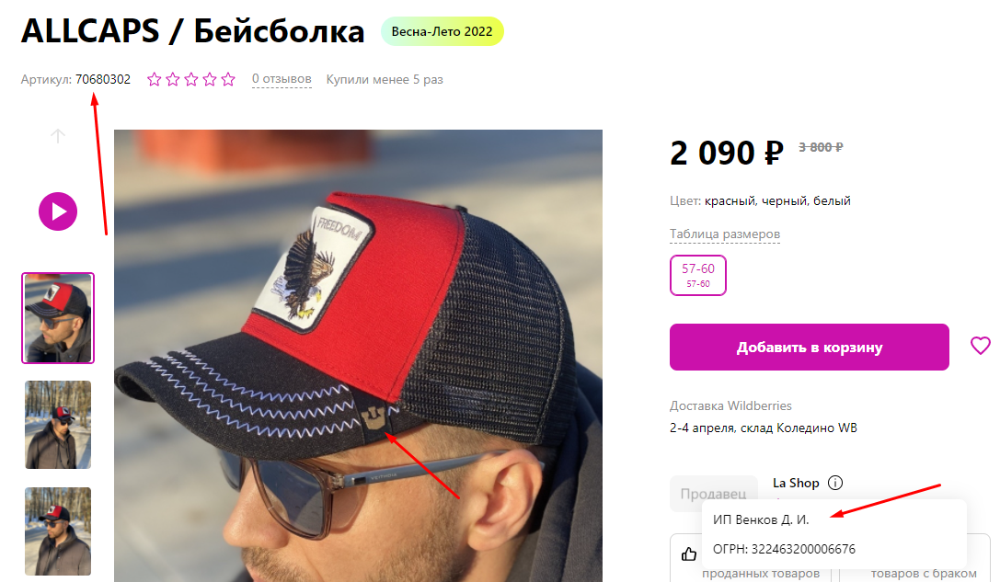 ALLCAPS / Бейсболка
Весна-Лето 2022
Артикул: 70680302
0 отзывов
Купили менее 5 раз
FREEDOM
2 090 ₽
3 800 ₽
Цвет: красный, черный, белый
Таблица размеров
57-60
57-60
Добавить в корзину
Доставка Wildberries
2-4 апреля, склад Коледино WB
Продавец
La Shop
ИП Венков Д. И.
ОГРН: 322463200006676
проданных товаров
товаров с браком